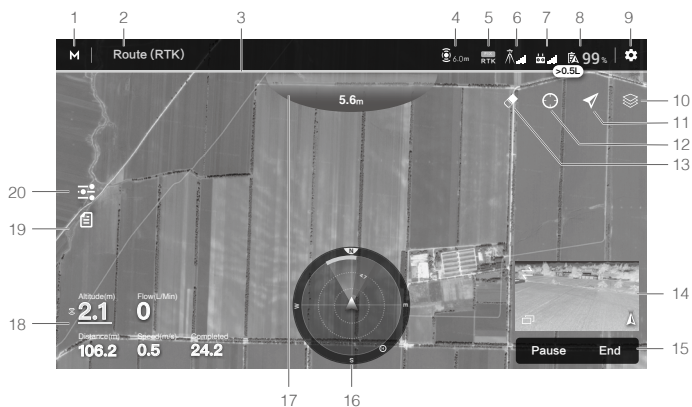 1 2 3 4 5 6 7 8 9
M Route (RTK) 6.0m RTK 99%
>0.5L
5.6m
10
11
12
13
20
19
N
4.7
W E
S
14
Altitude(m) Flow(L/Min)
2.1 0
18
Distance(m) Speed(m/s) Completed
106.2 0.5 24.2
Pause End 15
17 16